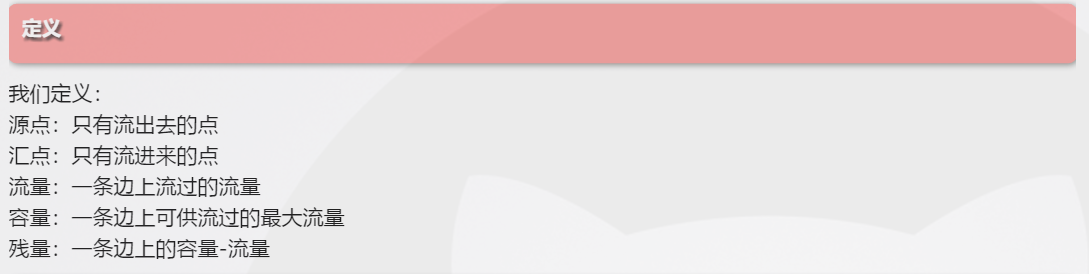 定义
我们定义：
源点：只有流出去的点
汇点：只有流进来的点
流量：一条边上流过的流量
容量：一条边上可供流过的最大流量
残量：一条边上的容量-流量